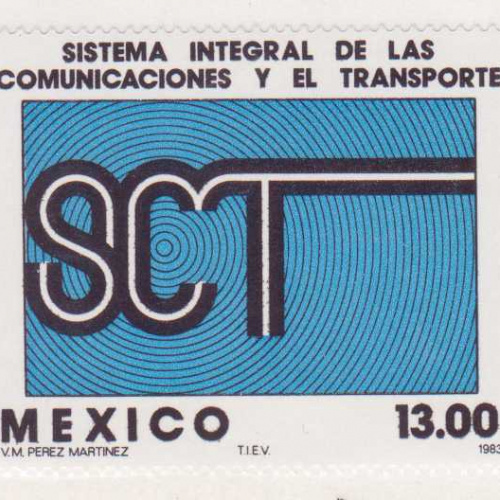 SISTEMA INTEGRAL DE LAS
COMUNICACIONES Y EL TRANSPORTE
SCT
MEXICO 13.00
V.M. PEREZ MARTINEZ T.I.E.V. 1983